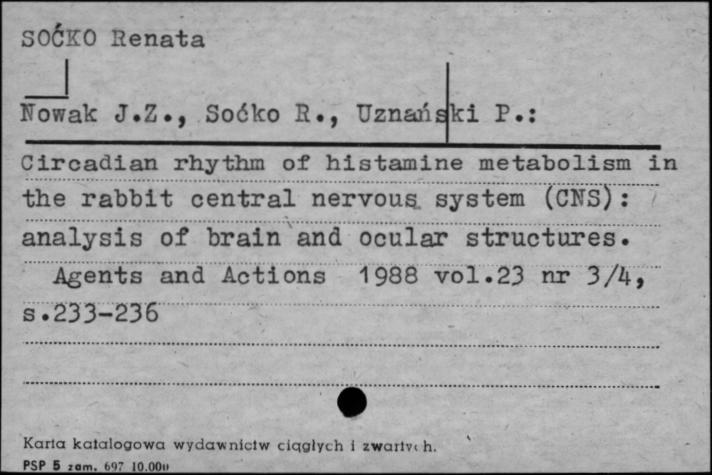 SOĆKO Renata
Nowak J.Z., Soćko R., Uznański P.:
Circadian rhythm of histamine metabolism in
the rabbit central nervous system (CNS):
analysis of brain and ocular structures.
Agents and Actions 1988 vol.23 nr 3/4,
s.233-236
Karta katalogowa wydawnictw ciągłych i zwartych.
PSP 5 zam. 697 10.000